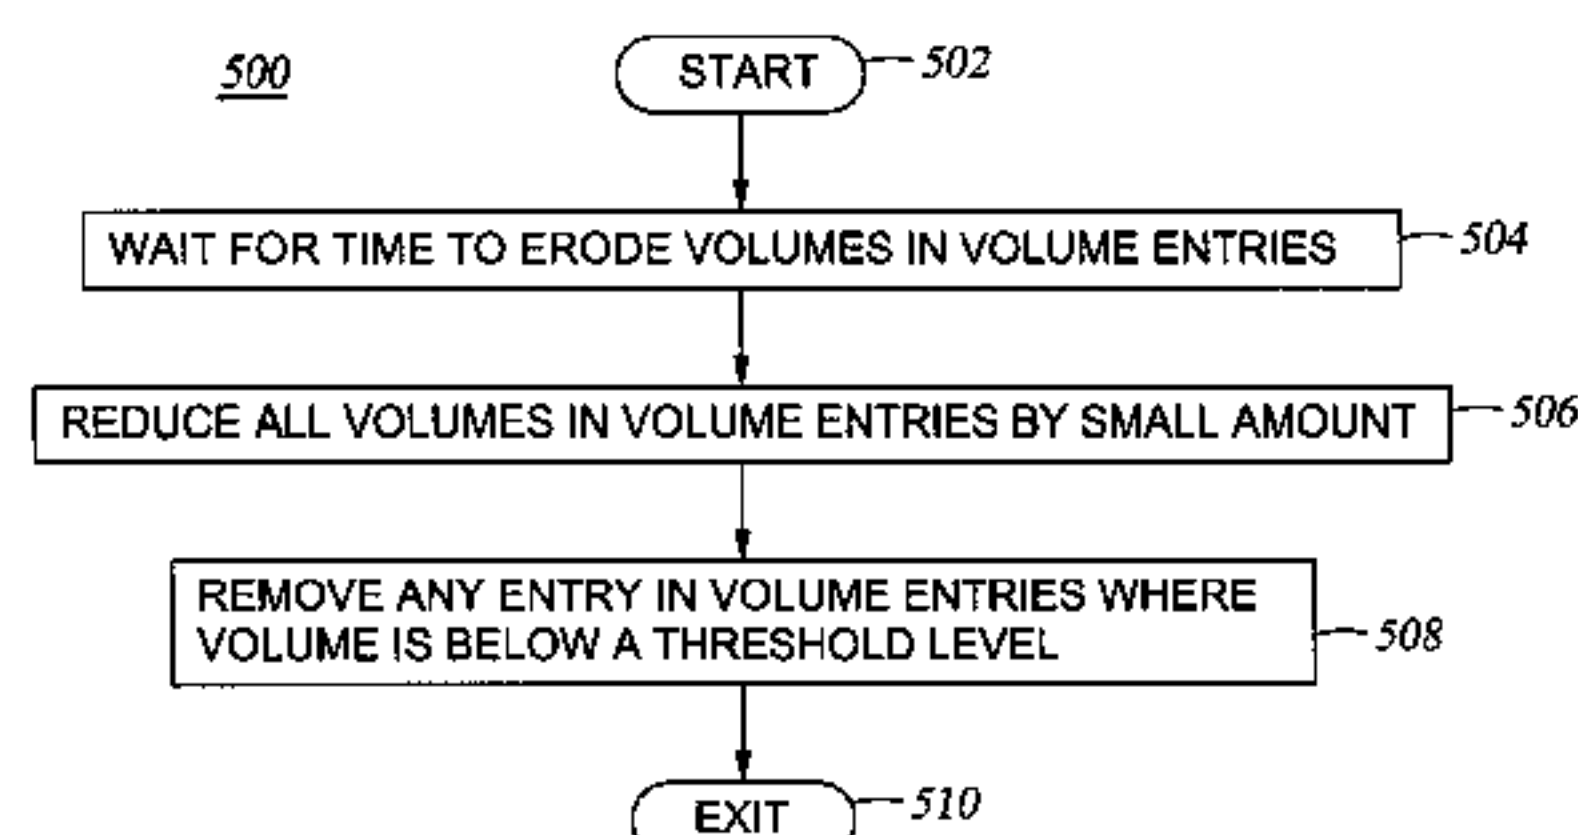 500
START
502
WAIT FOR TIME TO ERODE VOLUMES IN VOLUME ENTRIES
504
REDUCE ALL VOLUMES IN VOLUME ENTRIES BY SMALL AMOUNT
506
REMOVE ANY ENTRY IN VOLUME ENTRIES WHERE
VOLUME IS BELOW A THRESHOLD LEVEL
508
EXIT
510